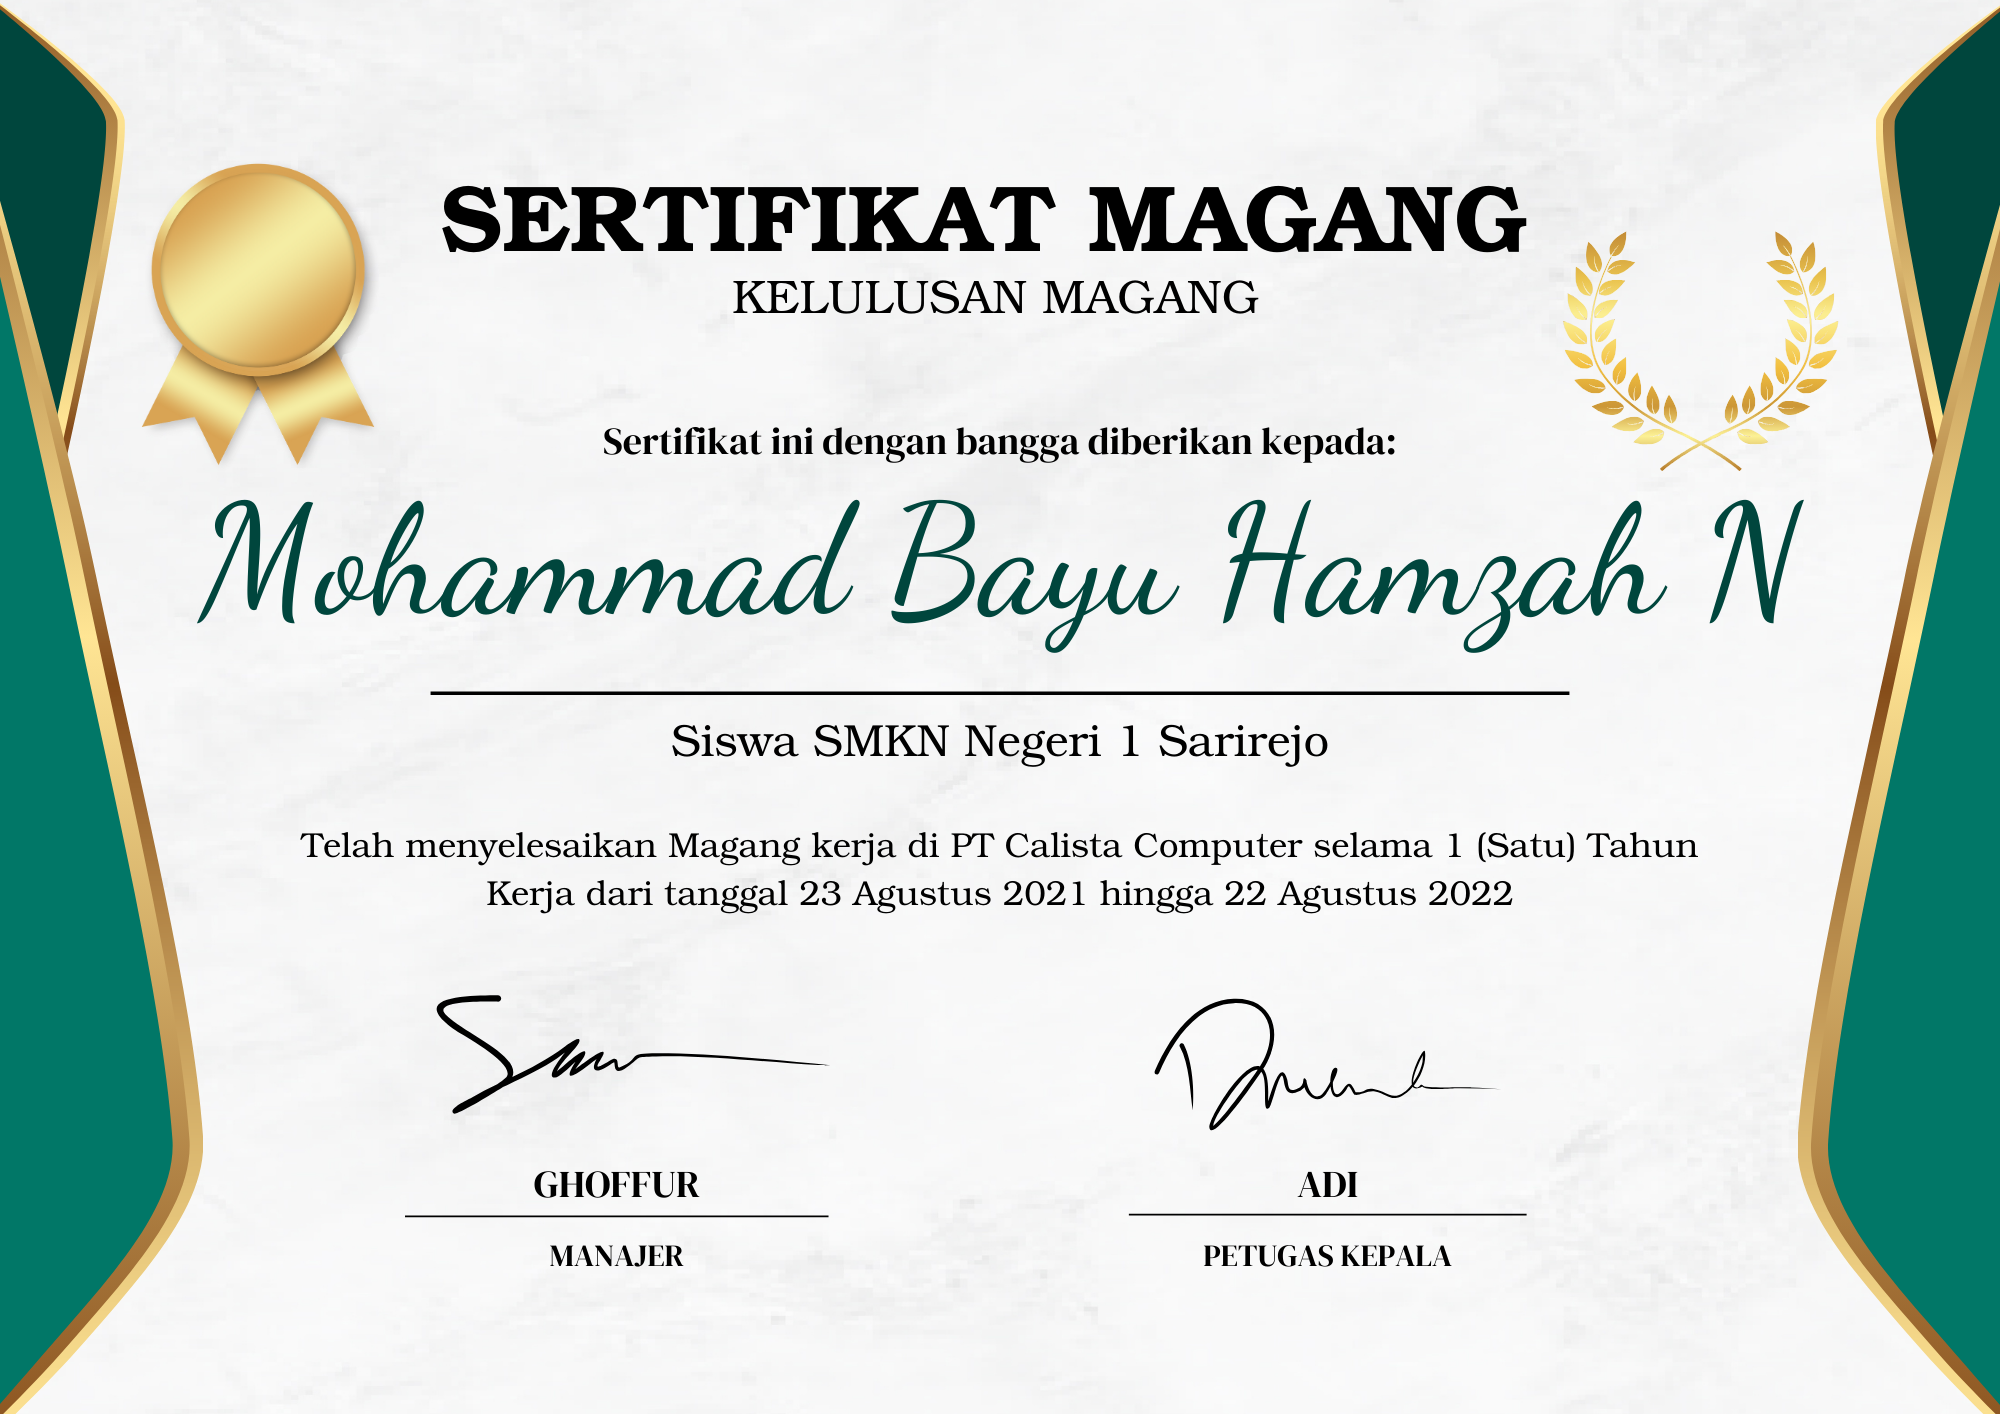 SERTIFIKAT MAGANG
KELULUSAN MAGANG
Sertifikat ini dengan bangga diberikan kepada:
Mohammad Bayu Hamzah N
Siswa SMKN Negeri 1 Sarirejo
Telah menyelesaikan Magang kerja di PT Calista Computer selama 1 (Satu) Tahun
Kerja dari tanggal 23 Agustus 2021 hingga 22 Agustus 2022
GHOFFUR
ADI
MANAJER
PETUGAS KEPALA